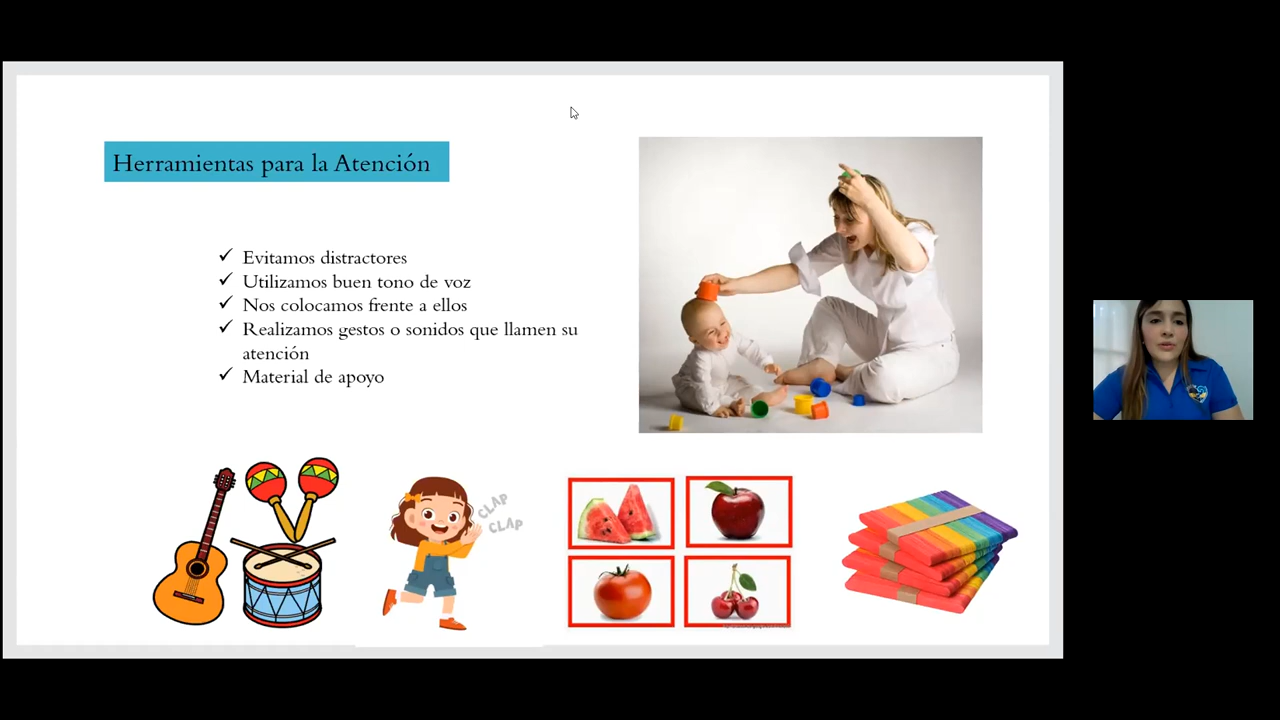 Herramientas para la Atención
Evitamos distractores
Utilizamos buen tono de voz
Nos colocamos frente a ellos
Realizamos gestos o sonidos que llamen su
atención
Material de apoyo
CLAP
CLAP